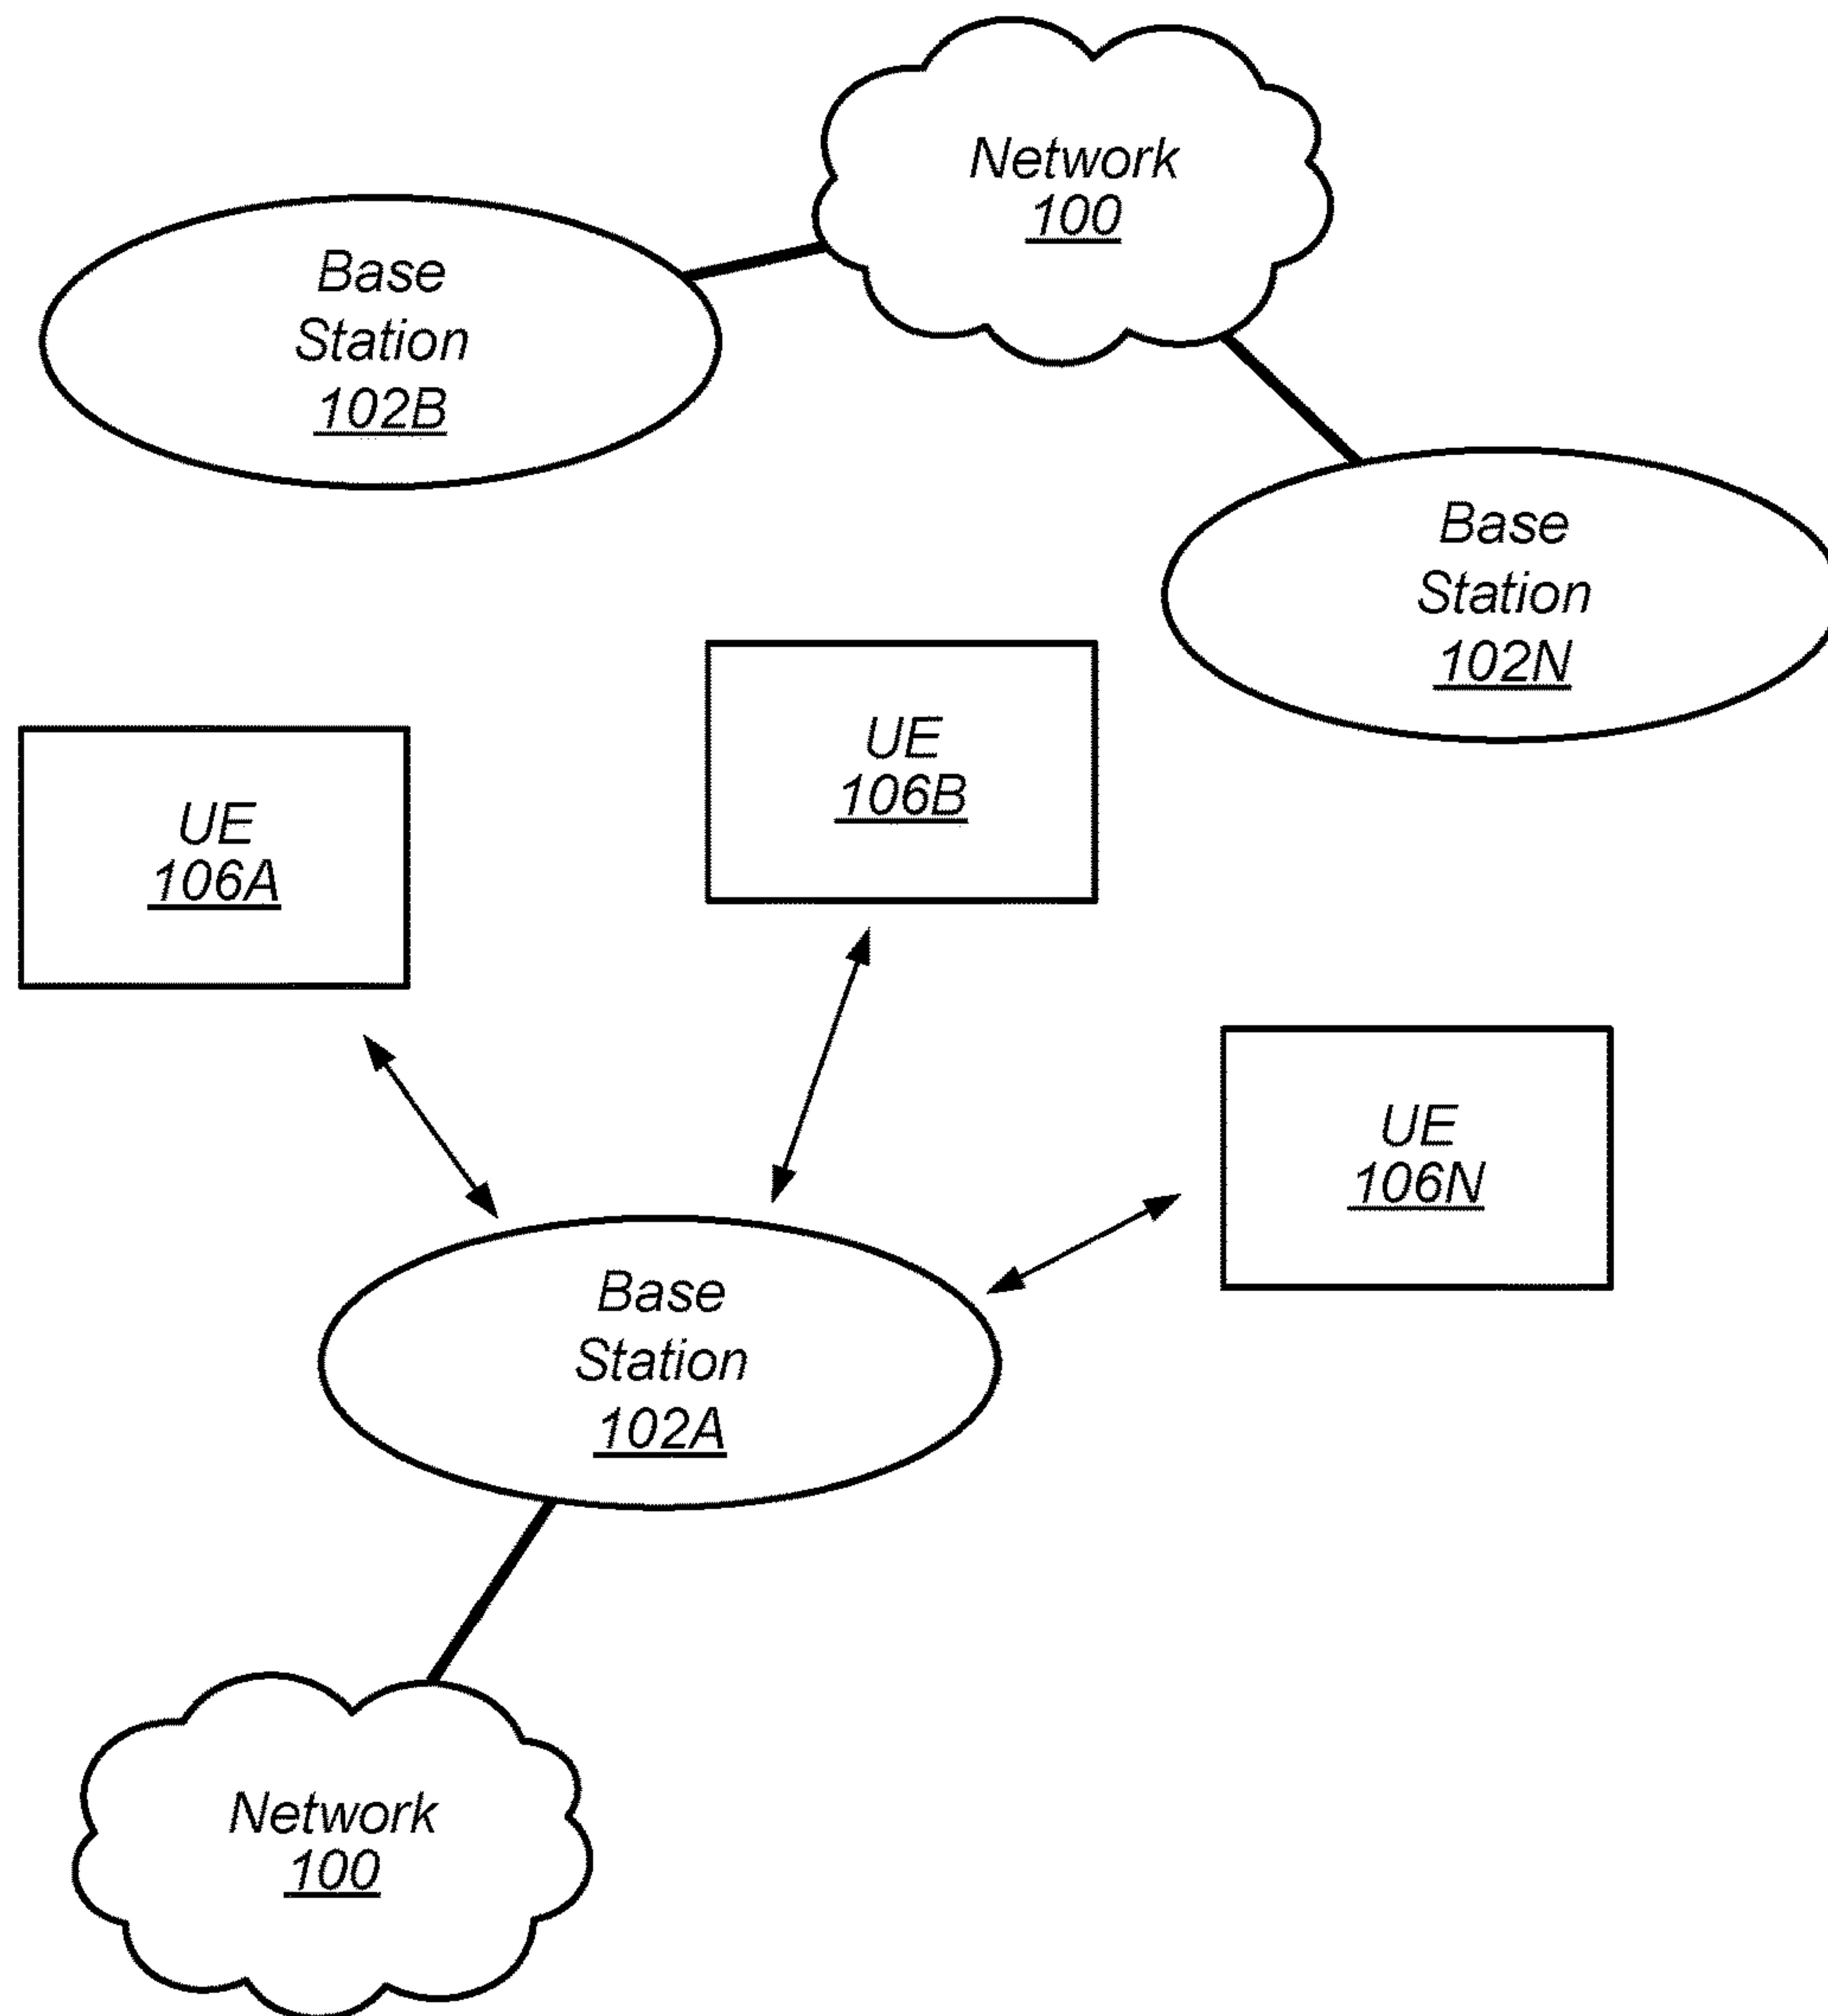 Network
100
Base
Station
102B
Base
Station
102N
UE
106B
UE
106A
UE
106N
Base
Station
102A
Network
100